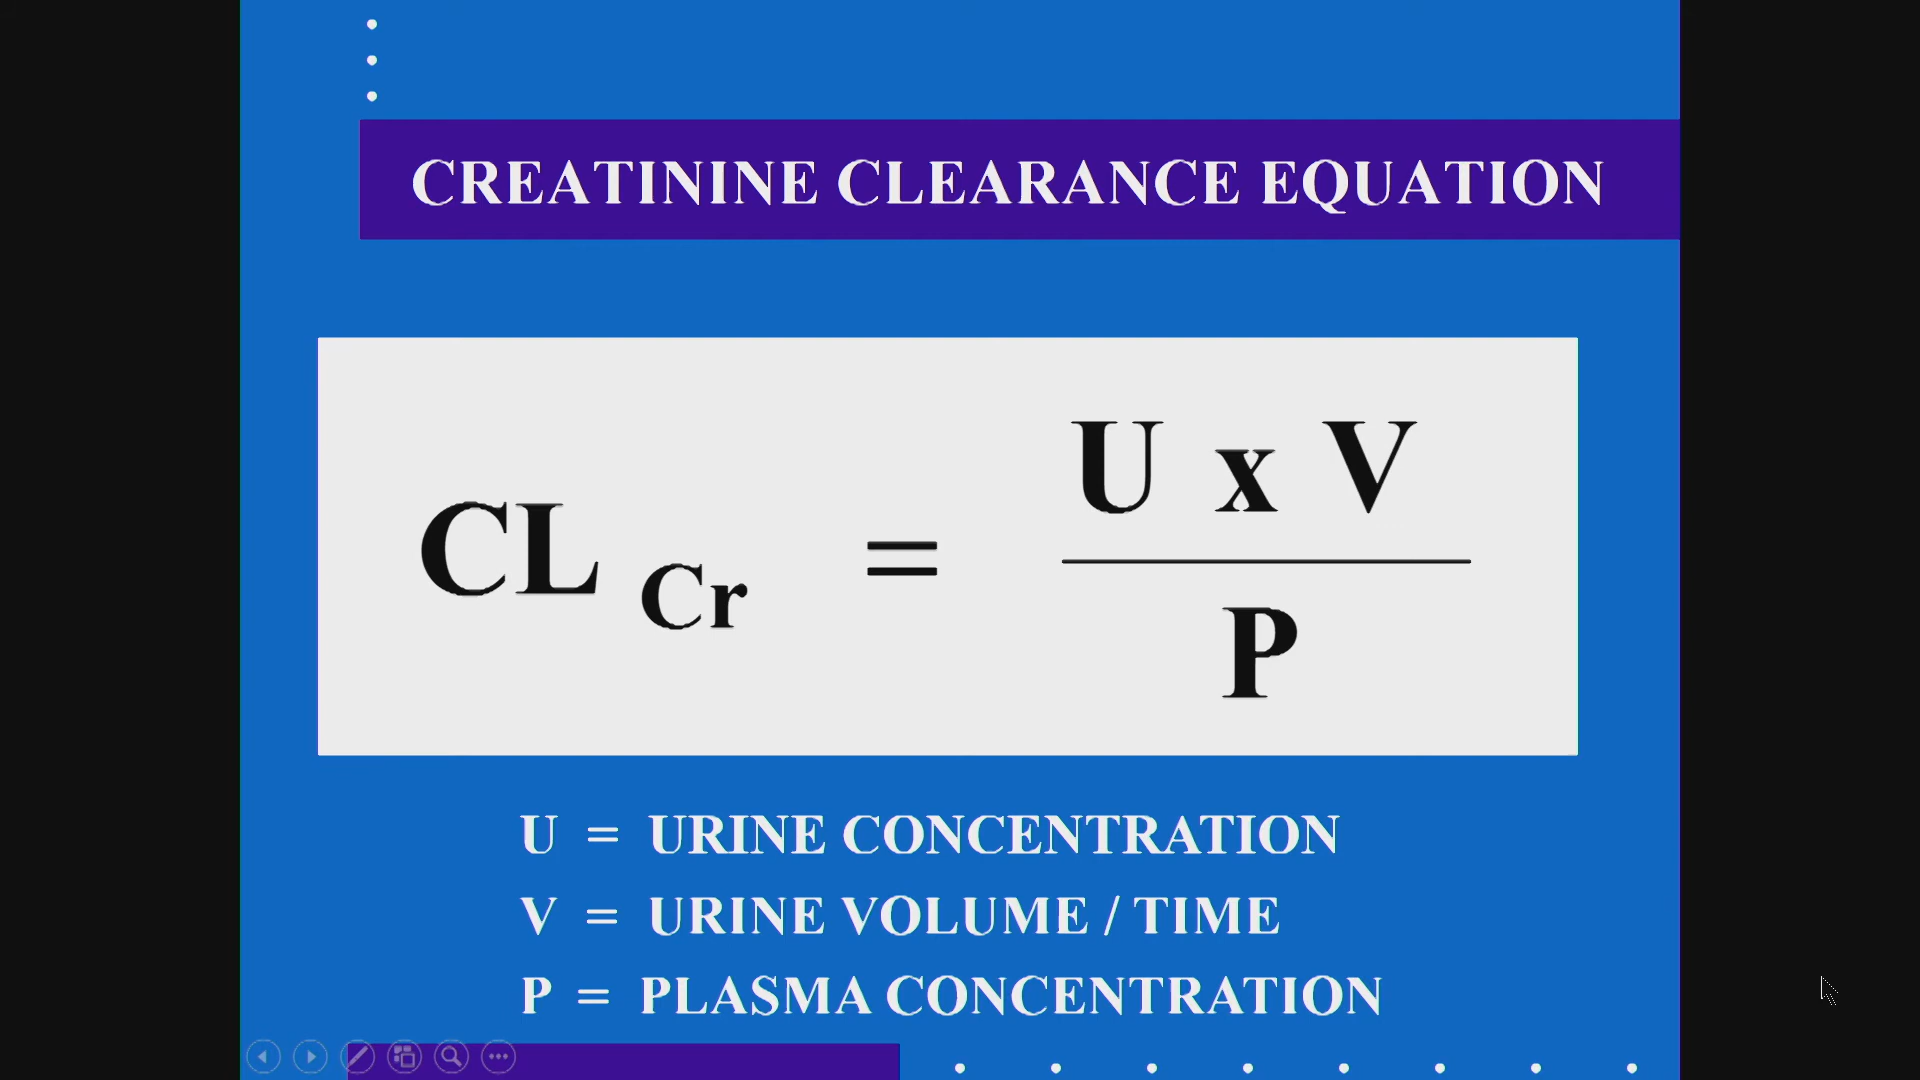 CREATININE CLEARANCE EQUATION
CL Cr = U x V
P
U = URINE CONCENTRATION
V = URINE VOLUME / TIME
P = PLASMA CONCENTRATION